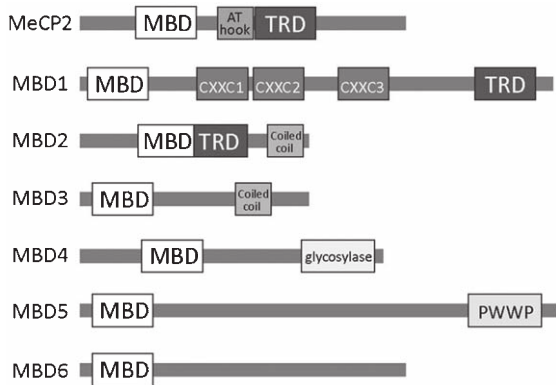 MeCP2 MBD AT hook TRD
MBD1 MBD CXXC1 CXXC2 CXXC3 TRD
MBD2 MBD TRD Coiled coil
MBD3 MBD Coiled coil
MBD4 MBD glycosylase
MBD5 MBD PWWP
MBD6 MBD